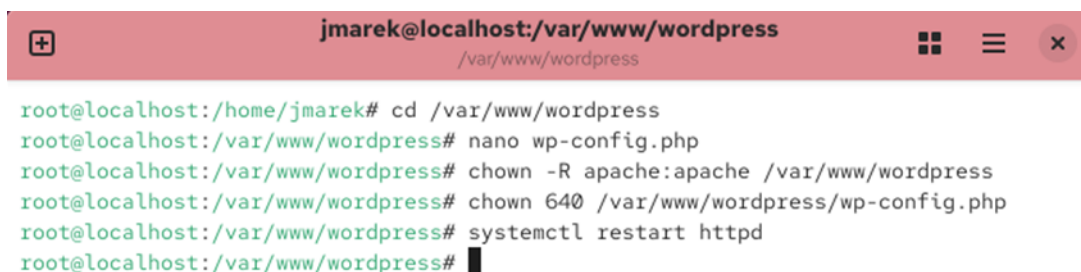 jmarek@localhost:/var/www/wordpress
/var/www/wordpress
root@localhost:/home/jmarek# cd /var/www/wordpress
root@localhost:/var/www/wordpress# nano wp-config.php
root@localhost:/var/www/wordpress# chown -R apache:apache /var/www/wordpress
root@localhost:/var/www/wordpress# chown 640 /var/www/wordpress/wp-config.php
root@localhost:/var/www/wordpress# systemctl restart httpd
root@localhost:/var/www/wordpress#